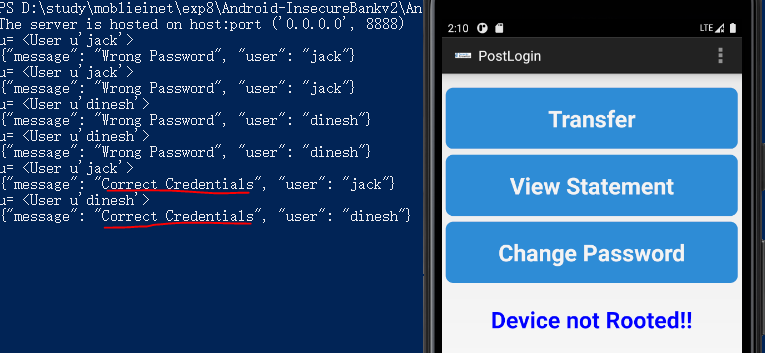 PS D:\study\mob1ieinet\exp8\Android-InsecureBankv2\An
The server is hosted on host:port ('0.0.0.0', 8888)
u= <User u'jack'>
{"message": "Wrong Password", "user": "jack"}
u= <User u'jack'>
{"message": "Wrong Password", "user": "jack"}
u= <User u'dinesh'>
{"message": "Wrong Password", "user": "dinesh"}
u= <User u'dinesh'>
{"message": "Wrong Password", "user": "dinesh"}
u= <User u'jack'>
{"message": "Correct Credentials", "user": "jack"}
u= <User u'dinesh'>
{"message": "Correct Credentials", "user": "dinesh"}
2:10
LTE
PostLogin
Transfer
View Statement
Change Password
Device not Rooted!!